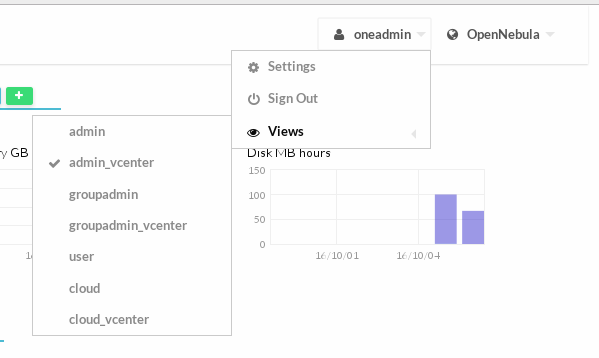 oneadmin
OpenNebula
Settings
Sign Out
Views
admin
admin_vcenter
groupadmin
groupadmin_vcenter
user
cloud
cloud_vcenter
y GB
Disk MB hours
150
100
50
0
16/10/01
16/10/04